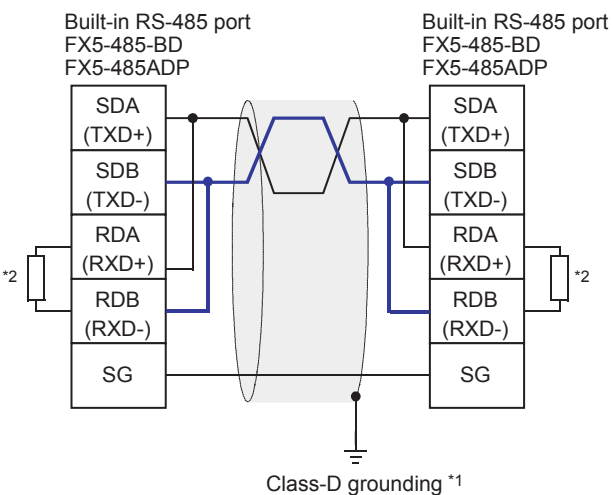 Built-in RS-485 port
FX5-485-BD
FX5-485ADP
Built-in RS-485 port
FX5-485-BD
FX5-485ADP
SDA
(TXD+)
SDB
(TXD-)
RDA
(RXD+)
RDB
(RXD-)
SG
*2
SDA
(TXD+)
SDB
(TXD-)
RDA
(RXD+)
RDB
(RXD-)
SG
*2
Class-D grounding *1